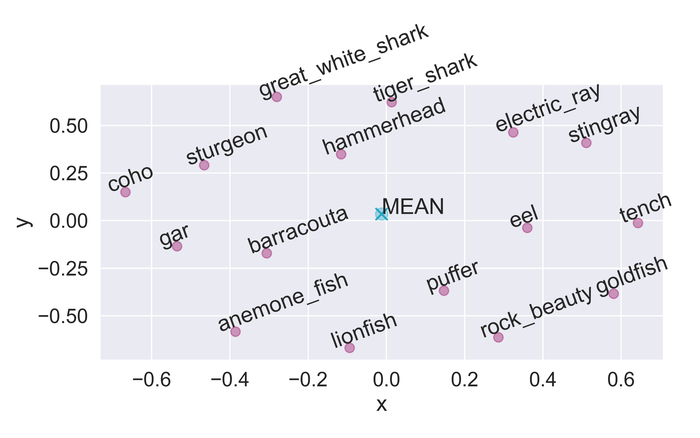 great_white_shark
tiger_shark
electric_ray
stingray
hammerhead
sturgeon
coho
MEAN
tench
eel
gar
barracouta
puffer
goldfish
anemone_fish
lionfish
rock_beauty
0.50
0.25
0.00
−0.25
−0.50
y
−0.6 −0.4 −0.2 0.0 0.2 0.4 0.6
x